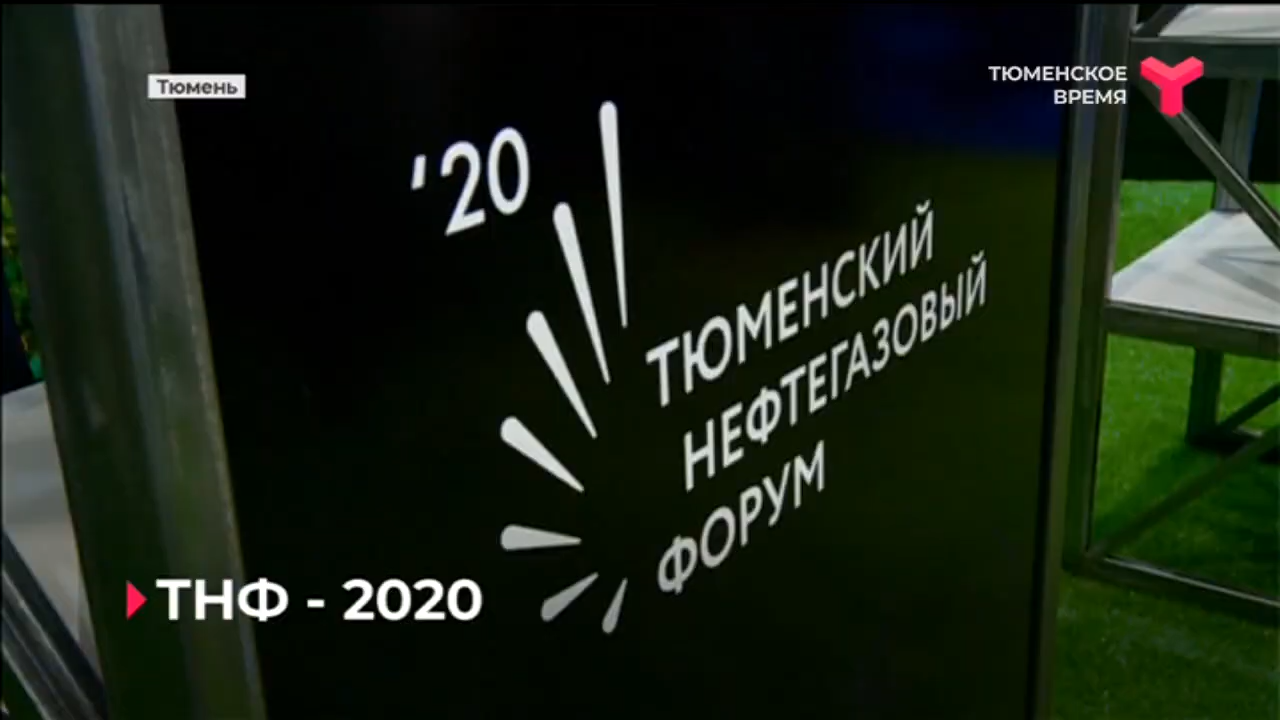 Тюмень
ТЮМЕНСКОЕ
ВРЕМЯ
'20
ТЮМЕНСКИЙ
НЕФТЕГАЗОВЫЙ
ФОРУМ
ТНФ - 2020